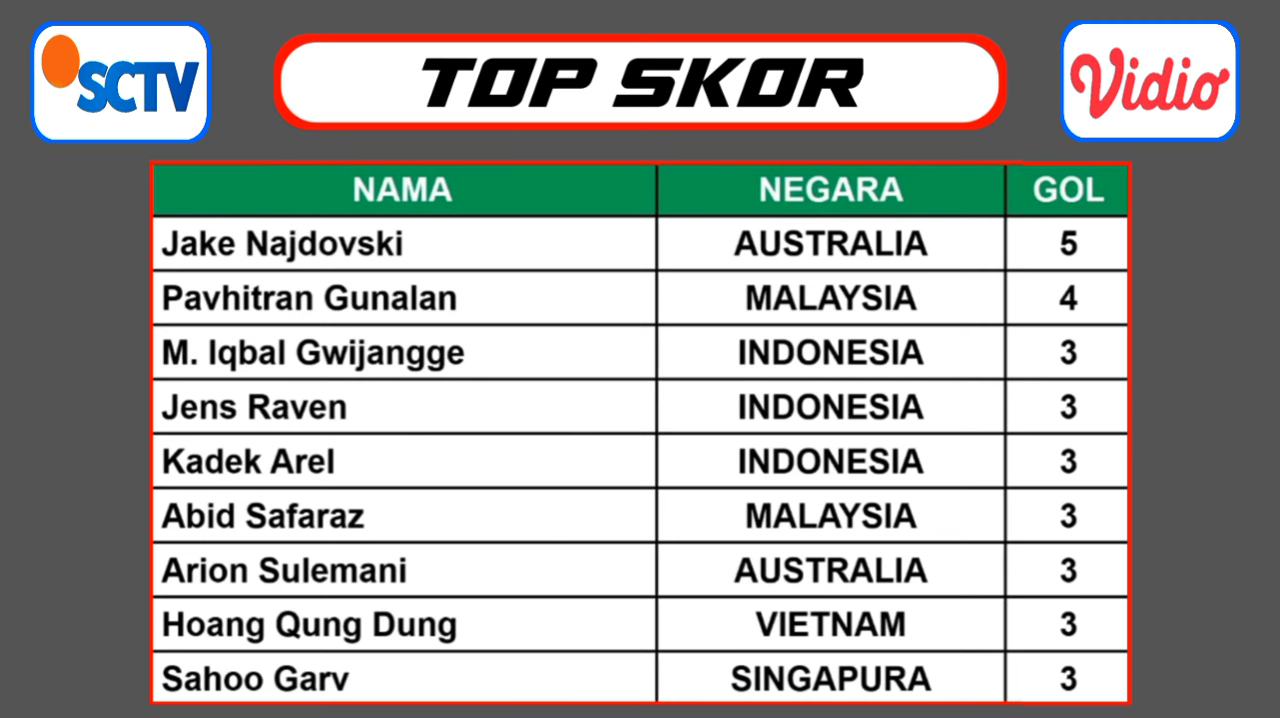 SCTV
TOP SKOR
Vidio
NAMA NEGARA GOL
Jake Najdovski AUSTRALIA 5
Pavhitran Gunalan MALAYSIA 4
M. Iqbal Gwijangge INDONESIA 3
Jens Raven INDONESIA 3
Kadek Arel INDONESIA 3
Abid Safaraz MALAYSIA 3
Arion Sulemani AUSTRALIA 3
Hoang Qung Dung VIETNAM 3
Sahoo Garv SINGAPURA 3